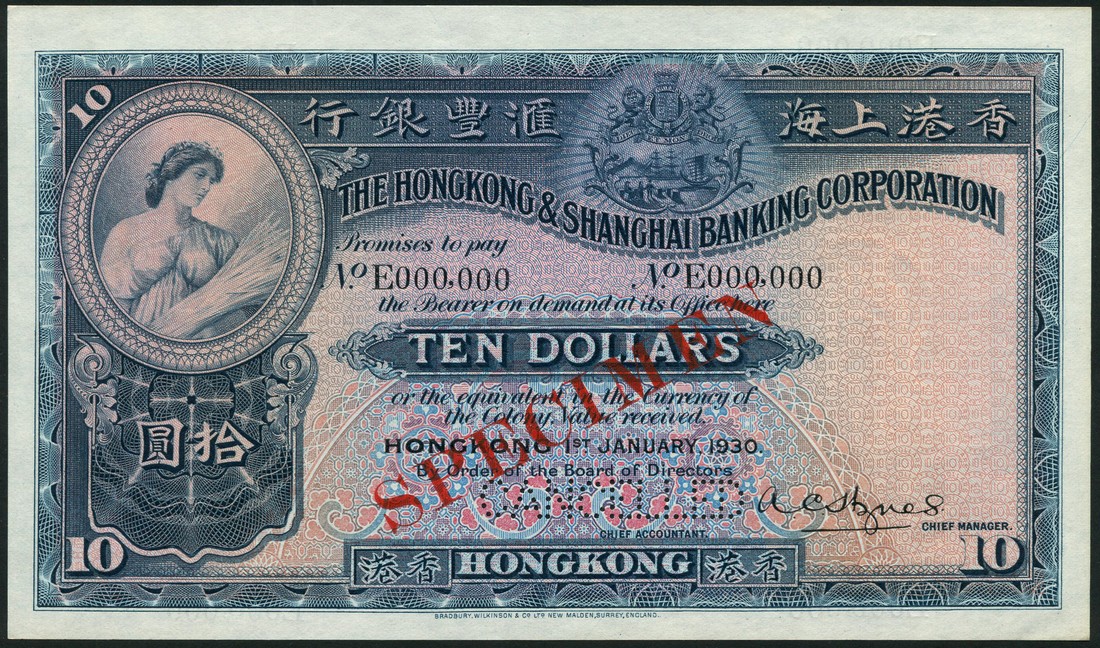 10
行銀豐滙 海上港香
THE HONGKONG & SHANGHAI BANKING CORPORATION
Promises to pay
No. E000,000 No E000,000
the Bearer on demand at its Office here
TEN DOLLARS
or the equivalent in the Currency of
the Colony, Value received.
圓拾
HONGKONG 1ST JANUARY, 1930.
By Order of the Board of Directors
SPECIMEN
CANCELLED
CHIEF ACCOUNTANT.
CHIEF MANAGER.
10 港香 HONGKONG 港香 10
BRADBURY, WILKINSON & Co LTD NEW MALDEN, SURREY, ENGLAND.